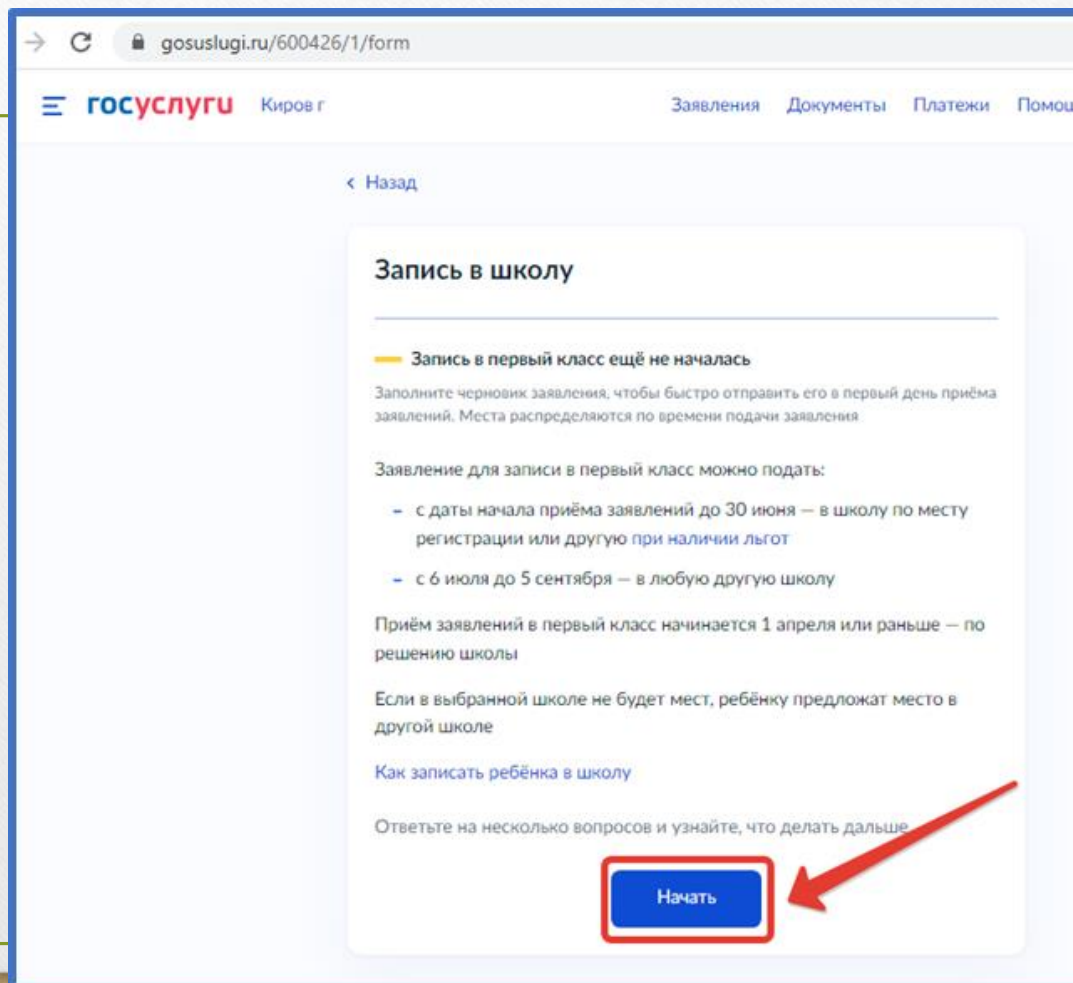 gosuslugi.ru/600426/1/form
госуслуги Киров г Заявления Документы Платежи Помощ
Назад
Запись в школу
Запись в первый класс ещё не началась
Заполните черновик заявления, чтобы быстро отправить его в первый день приёма
заявлений. Места распределяются по времени подачи заявления
Заявление для записи в первый класс можно подать:
– с даты начала приёма заявлений до 30 июня — в школу по месту
регистрации или другую при наличии льгот
– с 6 июля до 5 сентября — в любую другую школу
Приём заявлений в первый класс начинается 1 апреля или раньше — по
решению школы
Если в выбранной школе не будет мест, ребёнку предложат место в
другой школе
Как записать ребёнка в школу
Ответьте на несколько вопросов и узнайте, что делать дальше
Начать